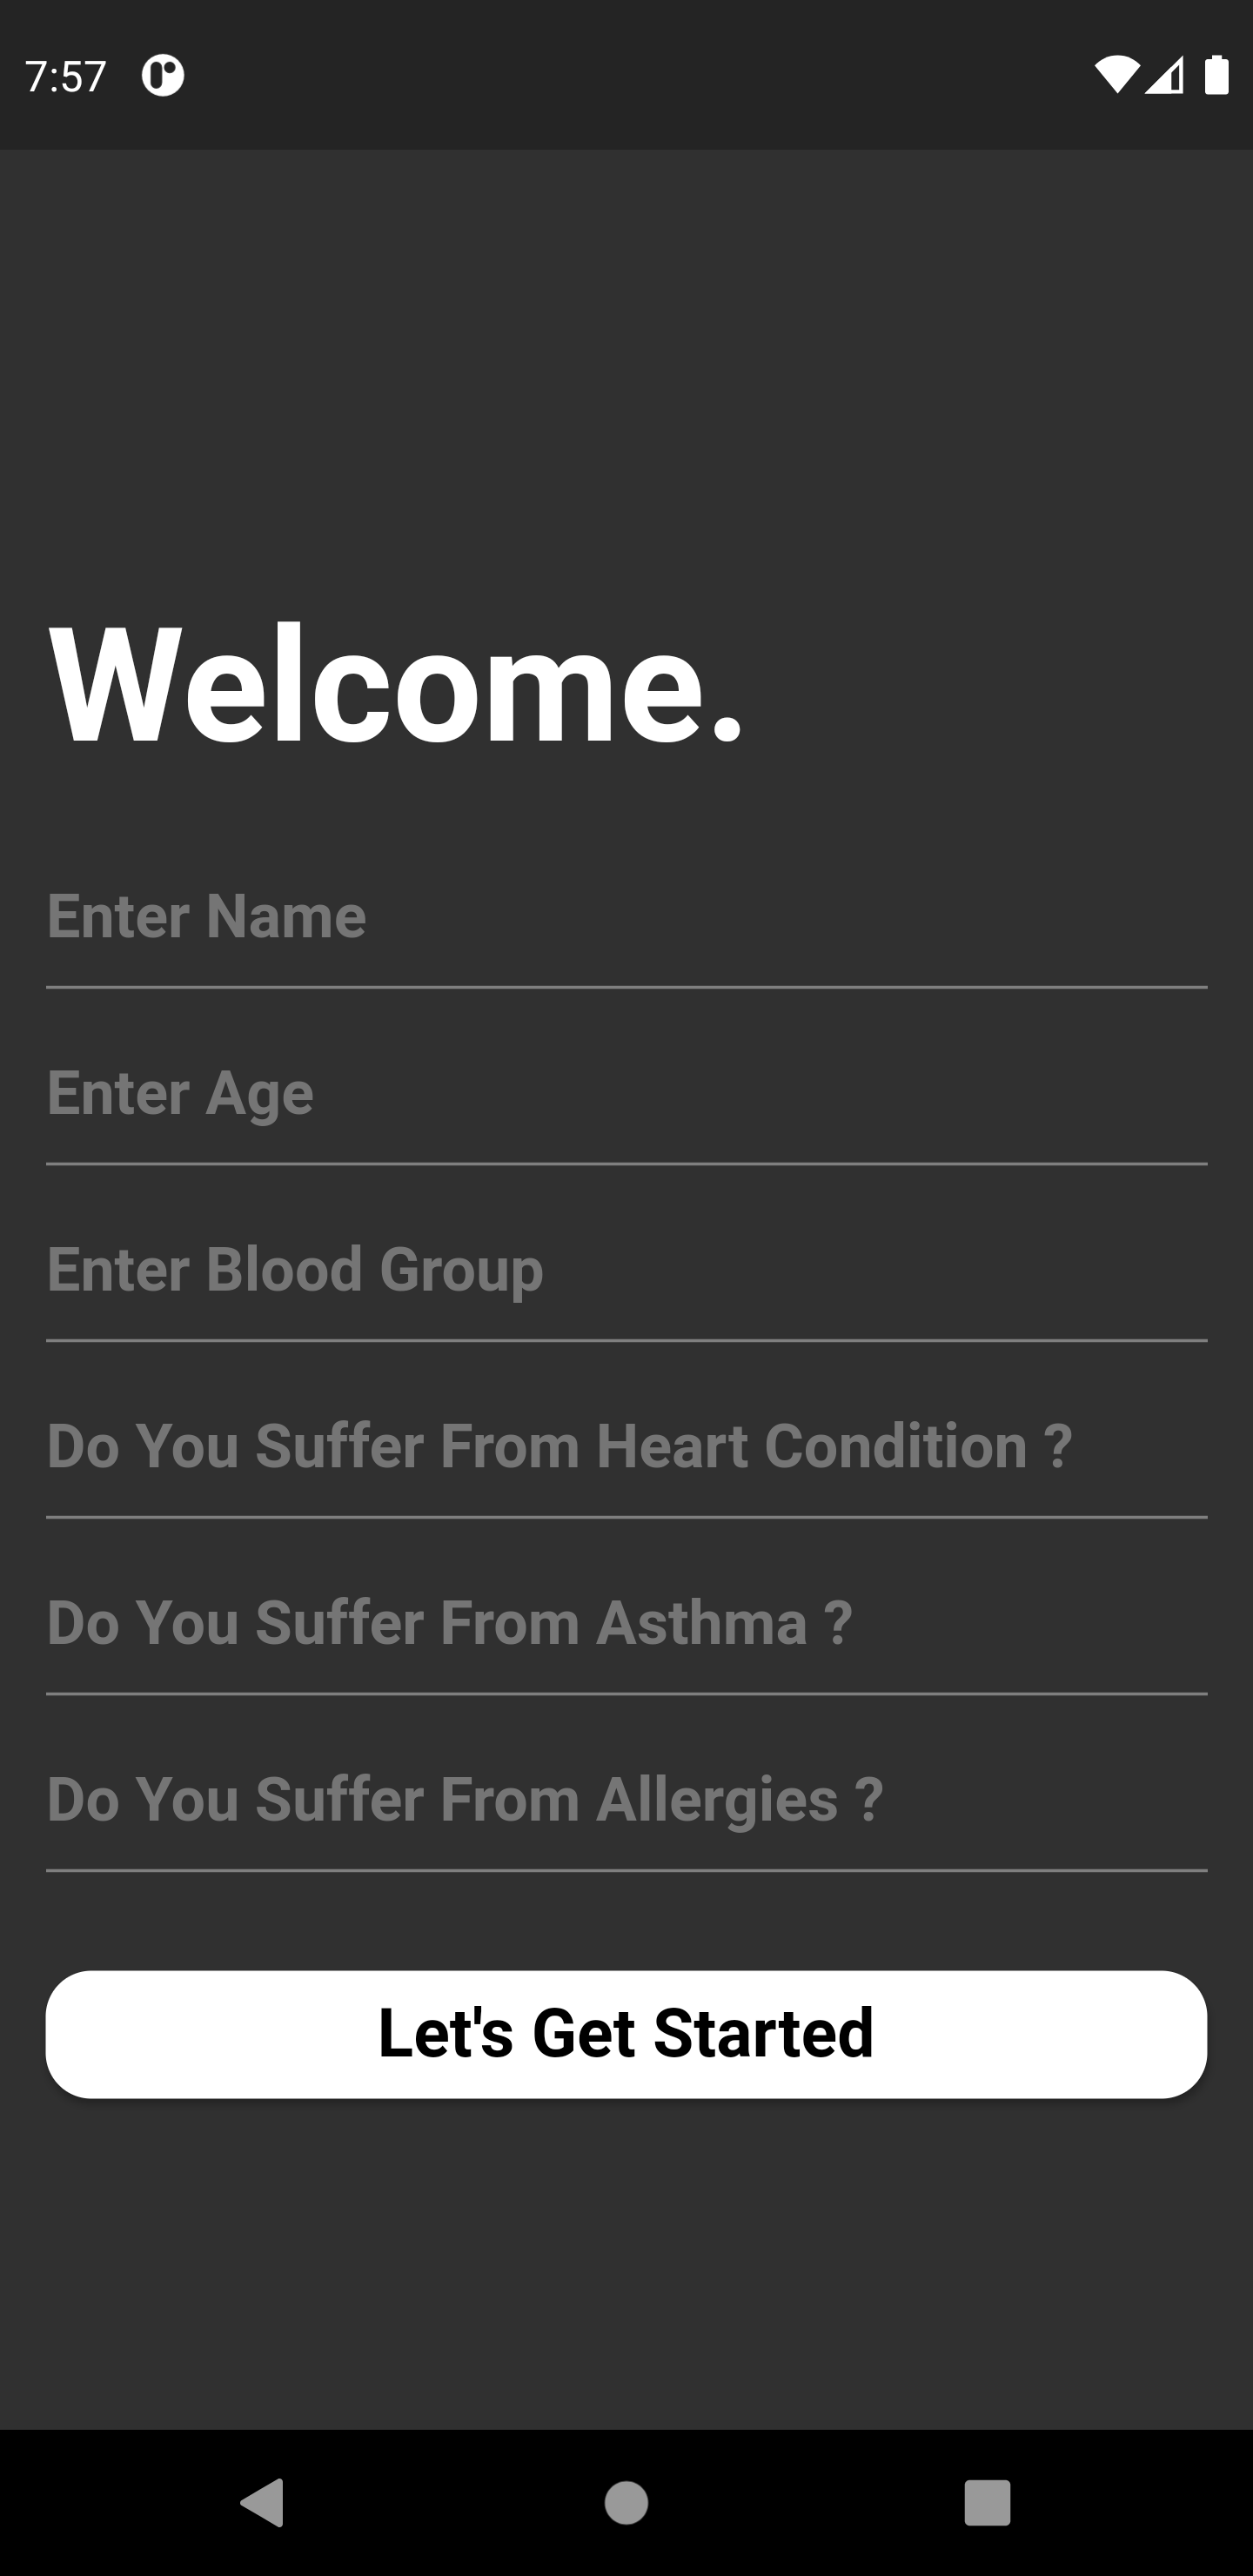 7:57
Welcome.
Enter Name
Enter Age
Enter Blood Group
Do You Suffer From Heart Condition ?
Do You Suffer From Asthma ?
Do You Suffer From Allergies ?
Let's Get Started